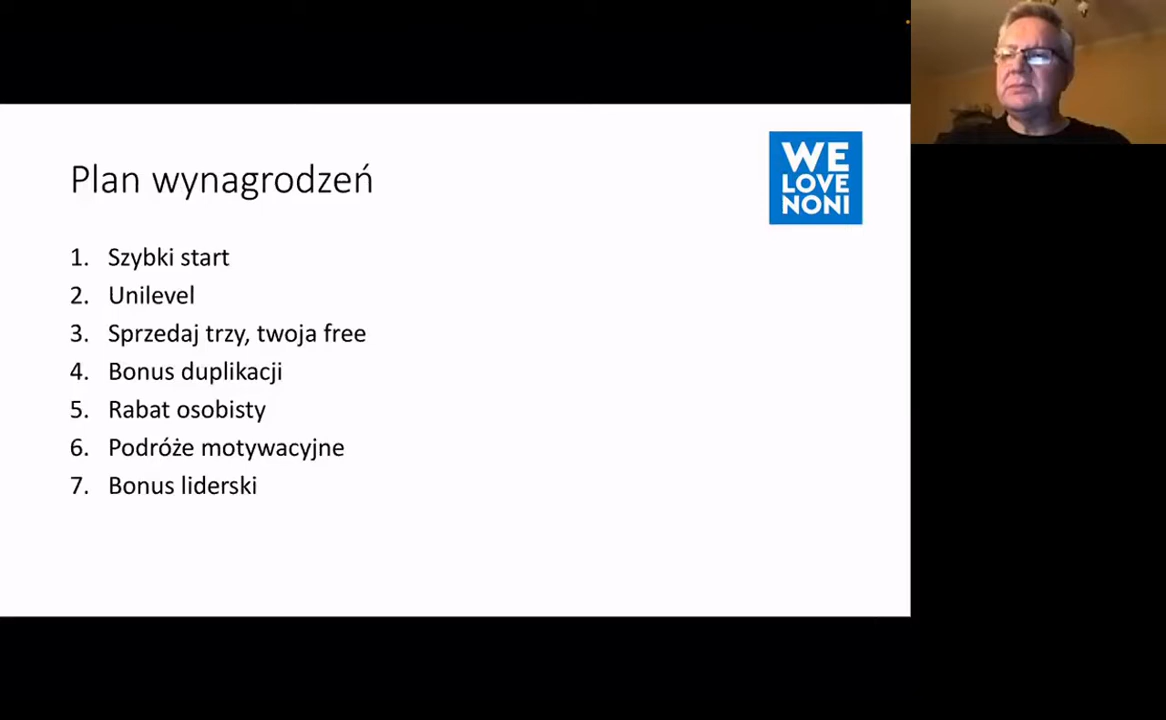 Plan wynagrodzeń
WE
LOVE
NONI
1. Szybki start
2. Unilevel
3. Sprzedaj trzy, twoja free
4. Bonus duplikacji
5. Rabat osobisty
6. Podróże motywacyjne
7. Bonus liderski